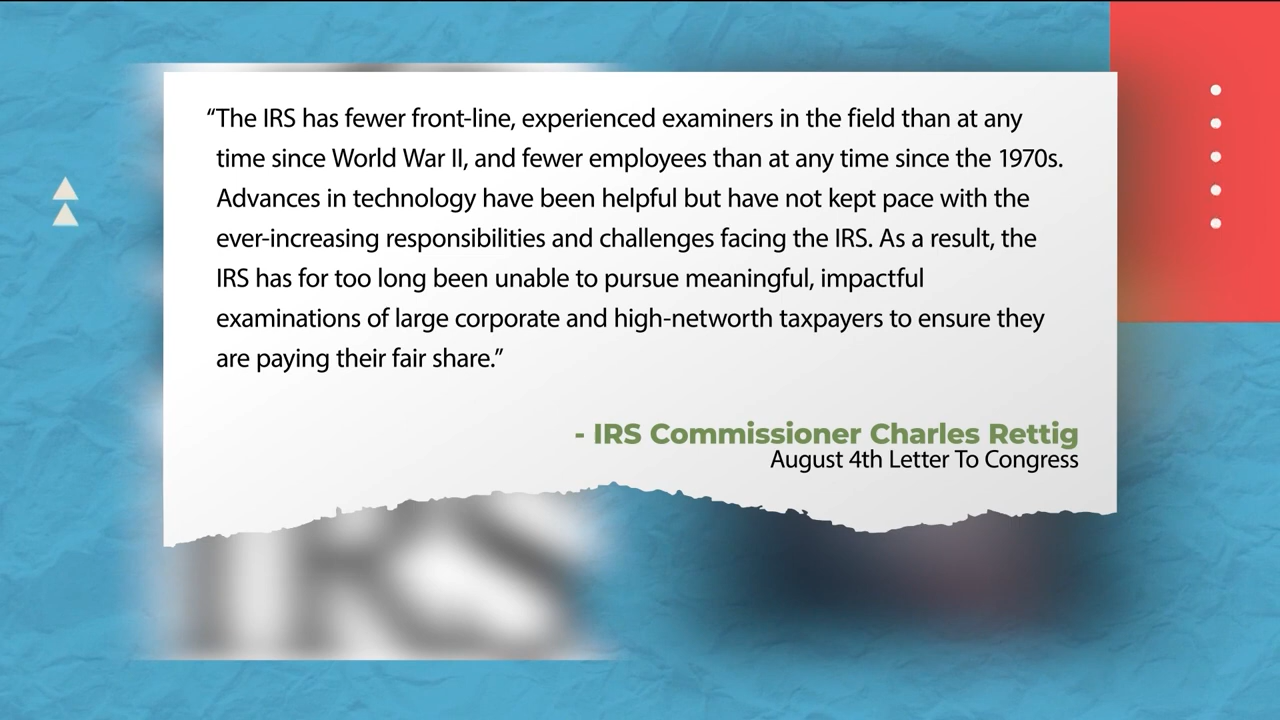 “The IRS has fewer front-line, experienced examiners in the field than at any
time since World War II, and fewer employees than at any time since the 1970s.
Advances in technology have been helpful but have not kept pace with the
ever-increasing responsibilities and challenges facing the IRS. As a result, the
IRS has for too long been unable to pursue meaningful, impactful
examinations of large corporate and high-networth taxpayers to ensure they
are paying their fair share.”
- IRS Commissioner Charles Rettig
August 4th Letter To Congress
IRS